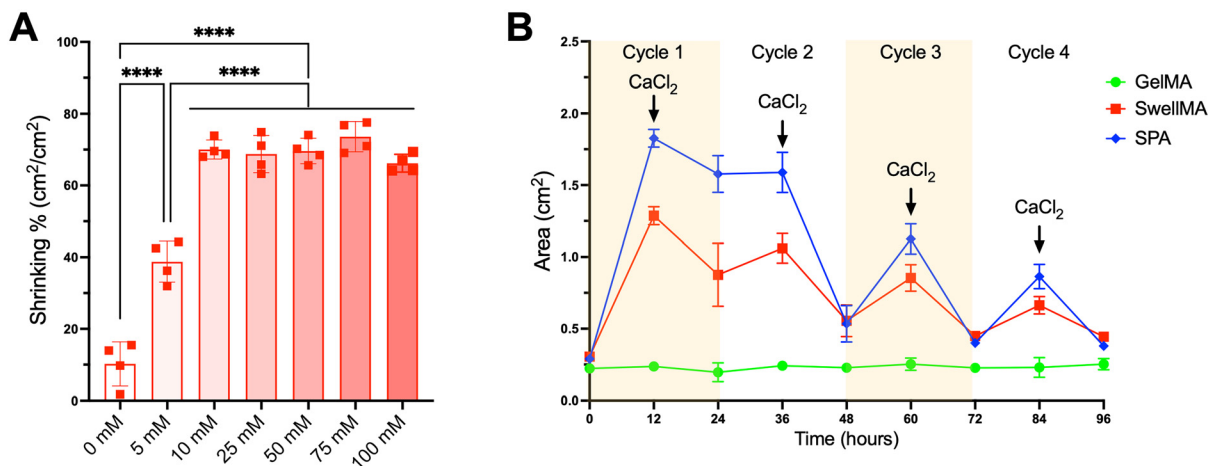 A
Shrinking % (cm²/cm²)
100
80
60
40
20
0
****
****
****
0 mM
5 mM
10 mM
25 mM
50 mM
75 mM
100 mM
B
Area (cm²)
2.5
2.0
1.5
1.0
0.5
0.0
Cycle 1
Cycle 2
Cycle 3
Cycle 4
CaCl₂
CaCl₂
CaCl₂
CaCl₂
0 12 24 36 48 60 72 84 96
Time (hours)
GelMA
SwellMA
SPA